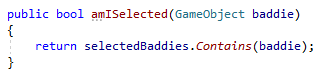 public bool amISelected(GameObject baddie)
{
    return selectedBaddies.Contains(baddie);
}